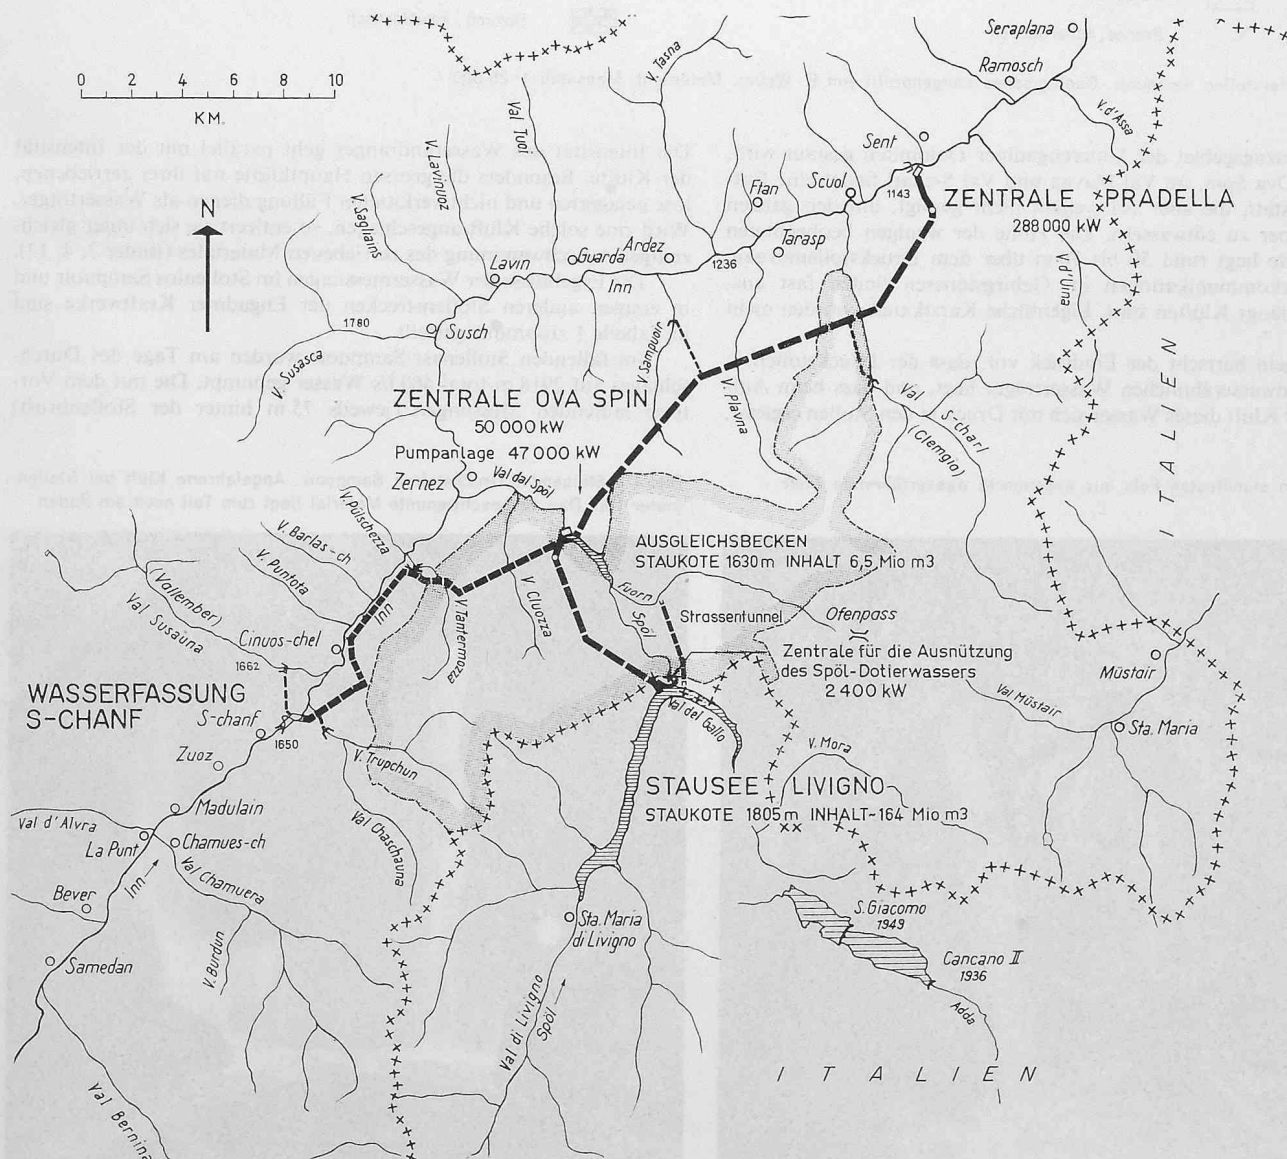 0 2 4 6 8 10
KM.
N
Seraplana
Ramosch
V. d'Assa
V. Tasna
Val Tuoi
V. Lavinuoz
V. Sagliains
Sent
Scuol
Ftan
1143
ZENTRALE PRADELLA
288 000 kW
Tarasp
Ardez
Guarda
Lavin
Inn
1236
V. d'Uina
1780
Susch
V. Susasca
V. Sampuoir
V. Plavna
Val S-charl
(Clemgia)
ITALIEN
ZENTRALE OVA SPIN
50 000 kW
Pumpanlage 47 000 kW
Zernez
Val dal Spöl
V. Püschezza
V. Barlas-ch
V. Puntota
(Vallember)
Val Susauna
Cinuos-chel
Inn
V. Tantermozza
V. Cluozza
AUSGLEICHSBECKEN
STAUKOTE 1630 m INHALT 6,5 Mio m3
Fuorn
Spöl
Strassentunnel
Ofenpass
Zentrale für die Ausnützung
des Spöl-Dotierwassers
2 400 kW
Müstair
Val Müstair
Sta. Maria
1662
WASSERFASSUNG
S-CHANF
S-chanf
1650
Zuoz
V. Trupchun
Val del Gallo
V. Mora
STAUSEE LIVIGNO
STAUKOTE 1805 m INHALT ~164 Mio m3
Madulain
Val d'Alvra
La Punt
Chamues-ch
Val Chaschauna
Val Chamuera
Inn
Bever
Samedan
V. Burdun
Sta. Maria
di Livigno
S. Giacomo
1949
Cancano II
1936
Adda
Val di Livigno
Spöl
ITALIEN
Val Bernina